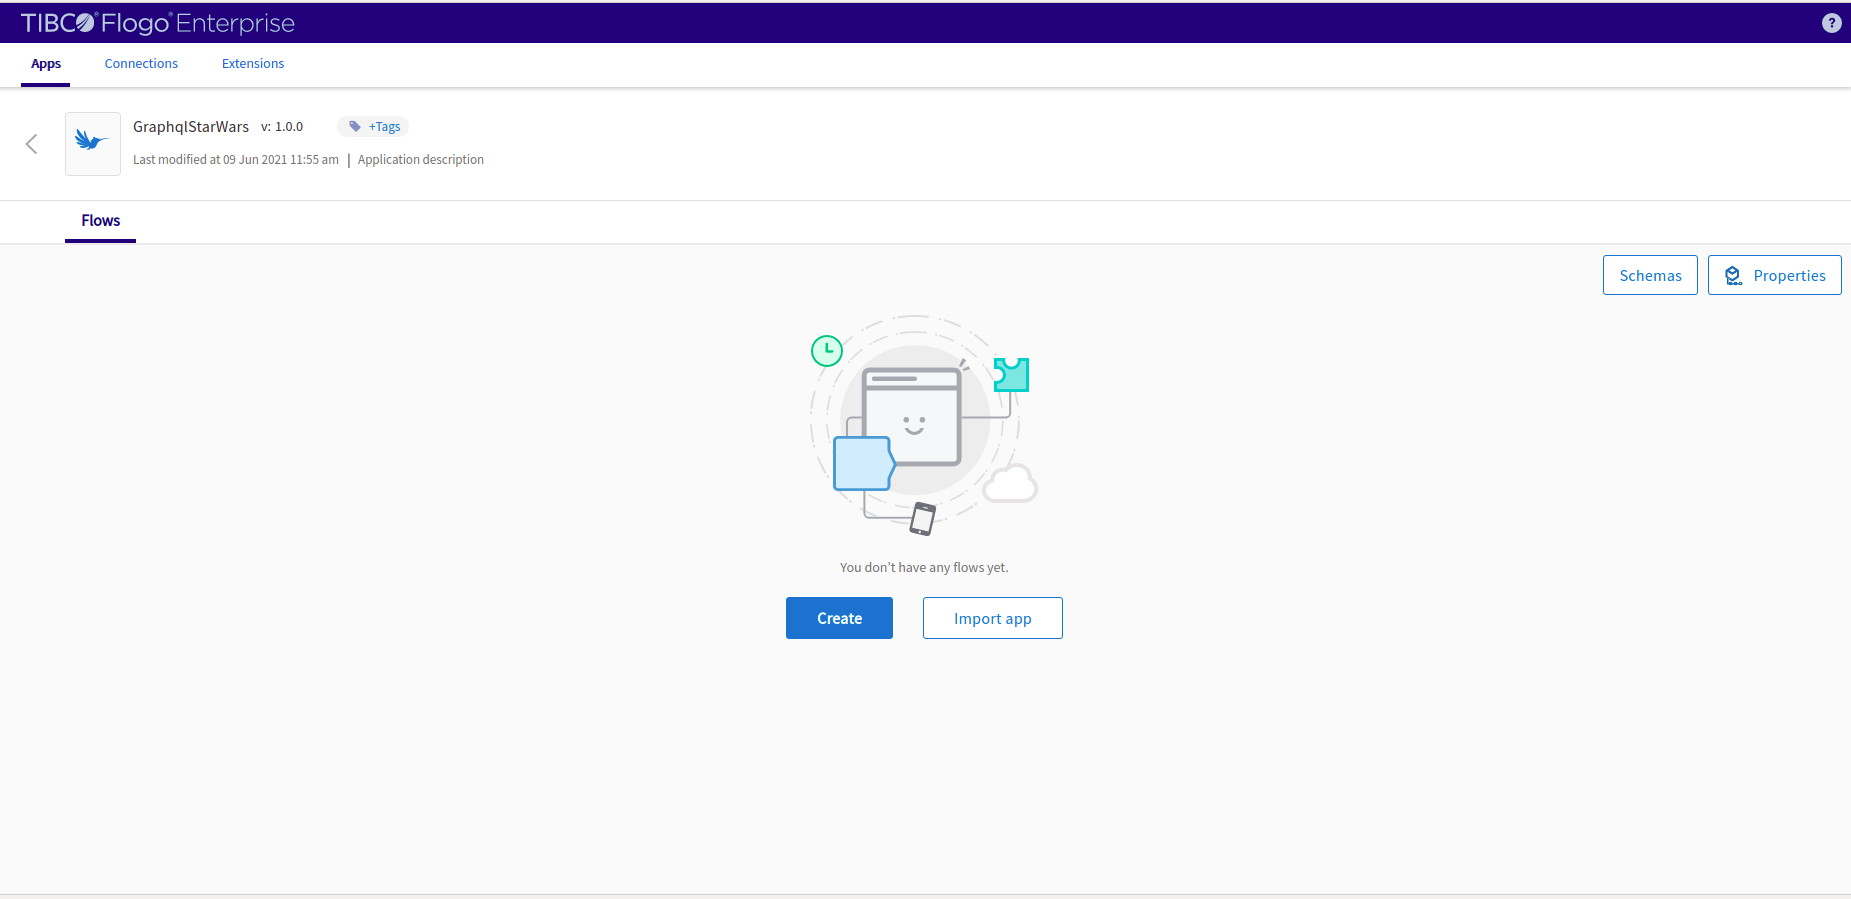 TIBCO® Flogo® Enterprise
?
Apps Connections Extensions
GraphqlStarWars v: 1.0.0 +Tags
Last modified at 09 Jun 2021 11:55 am | Application description
Flows
Schemas Properties
You don't have any flows yet.
Create Import app